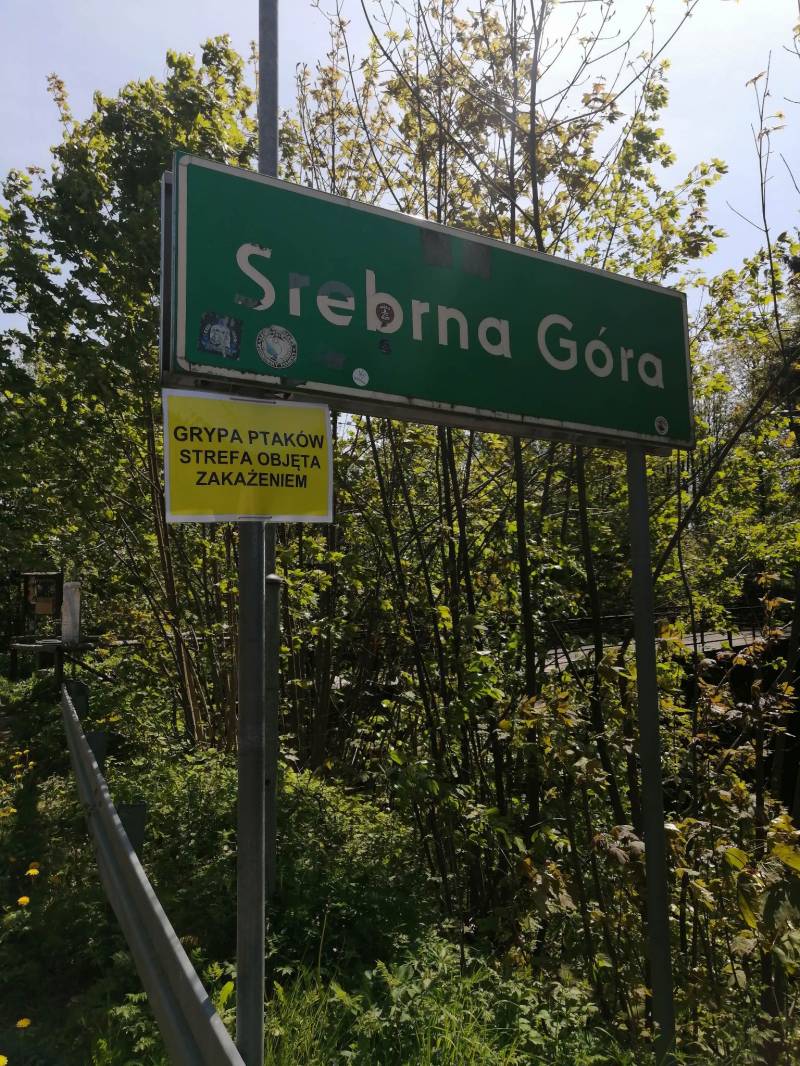 Srebrna Góra
GRYPA PTAKÓW
STREFA OBJĘTA
ZAKAŻENIEM